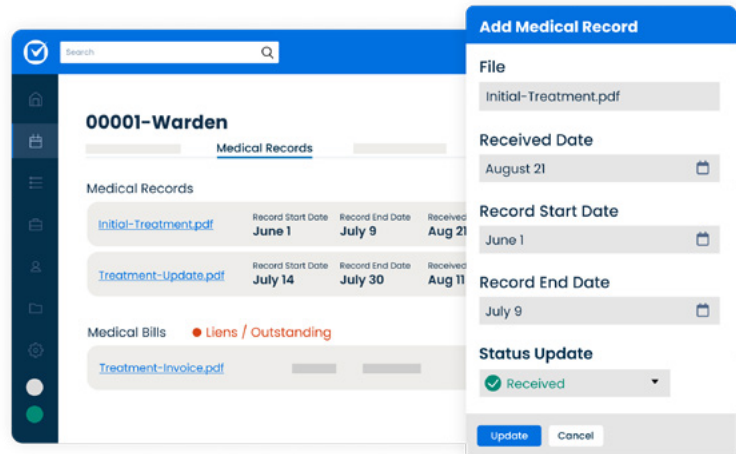 Search
00001-Warden
Medical Records
Medical Records
Initial-Treatment.pdf
Record Start Date
June 1
Record End Date
July 9
Received
Aug 21
Treatment-Update.pdf
Record Start Date
July 14
Record End Date
July 30
Received
Aug 11
Medical Bills
Liens / Outstanding
Treatment-Invoice.pdf
Add Medical Record
File
Initial-Treatment.pdf
Received Date
August 21
Record Start Date
June 1
Record End Date
July 9
Status Update
Received
Update
Cancel